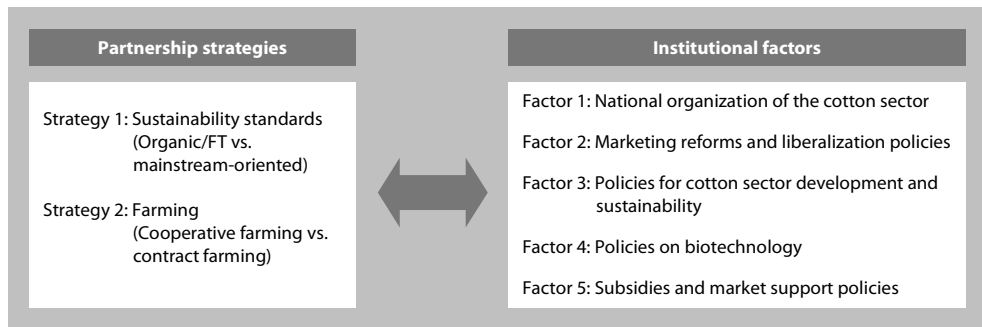 Partnership strategies
Strategy 1: Sustainability standards
(Organic/FT vs.
mainstream-oriented)
Strategy 2: Farming
(Cooperative farming vs.
contract farming)
Institutional factors
Factor 1: National organization of the cotton sector
Factor 2: Marketing reforms and liberalization policies
Factor 3: Policies for cotton sector development and
sustainability
Factor 4: Policies on biotechnology
Factor 5: Subsidies and market support policies